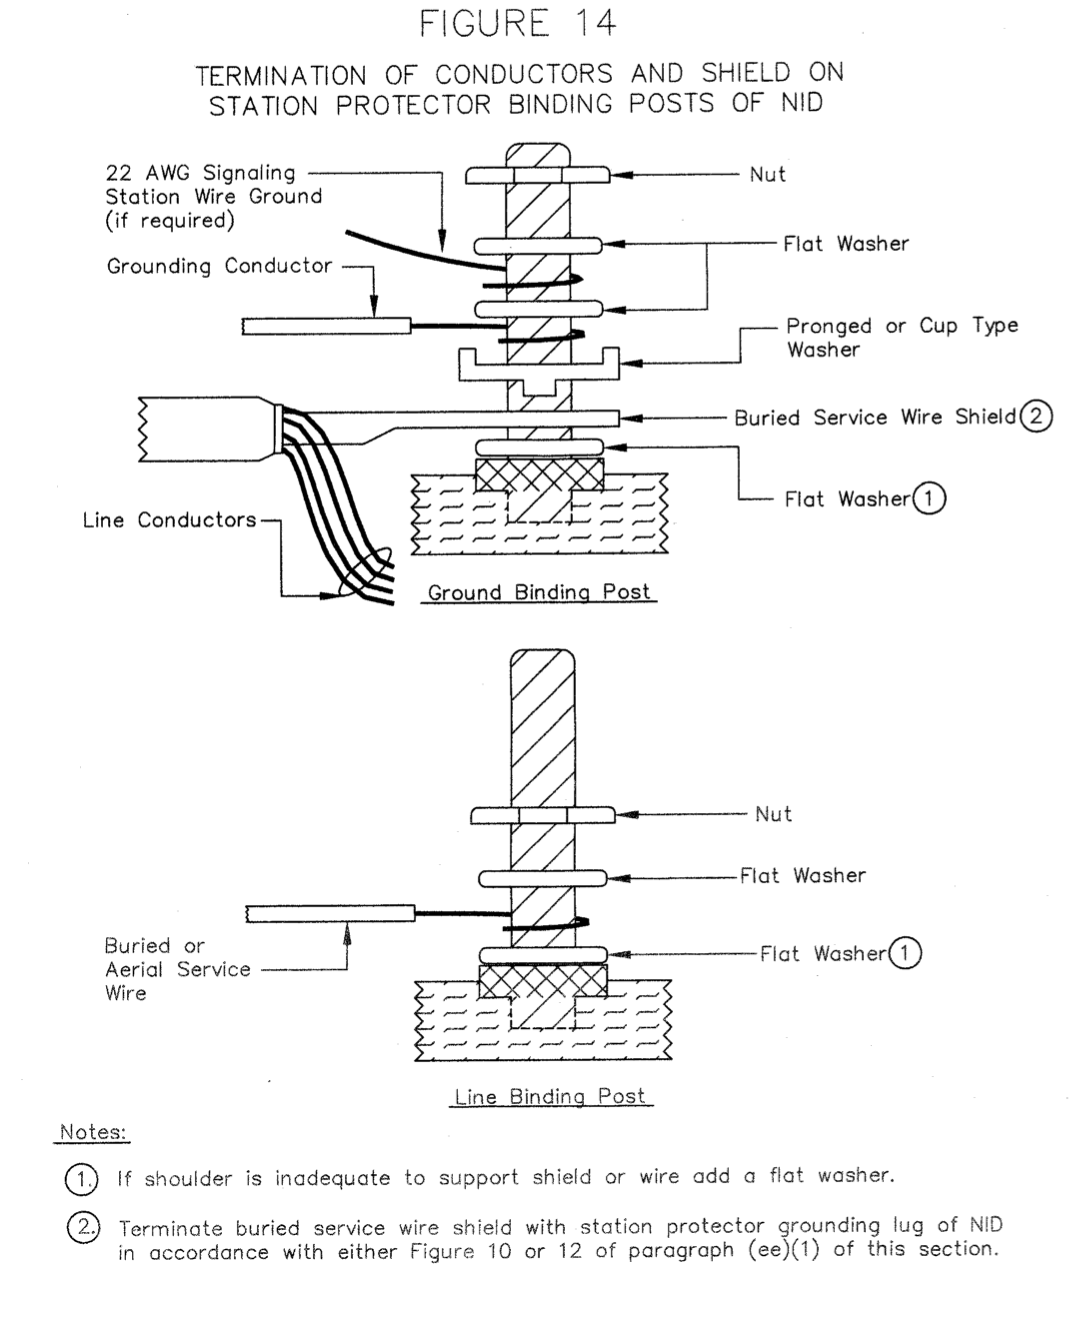 FIGURE 14
TERMINATION OF CONDUCTORS AND SHIELD ON
STATION PROTECTOR BINDING POSTS OF NID
22 AWG Signaling
Station Wire Ground
(if required)
Nut
Flat Washer
Grounding Conductor
Pronged or Cup Type
Washer
Buried Service Wire Shield 2
Flat Washer 1
Line Conductors
Ground Binding Post
Nut
Flat Washer
Buried or
Aerial Service
Wire
Flat Washer 1
Line Binding Post
Notes:
1. If shoulder is inadequate to support shield or wire add a flat washer.
2. Terminate buried service wire shield with station protector grounding lug of NID
in accordance with either Figure 10 or 12 of paragraph (ee)(1) of this section.